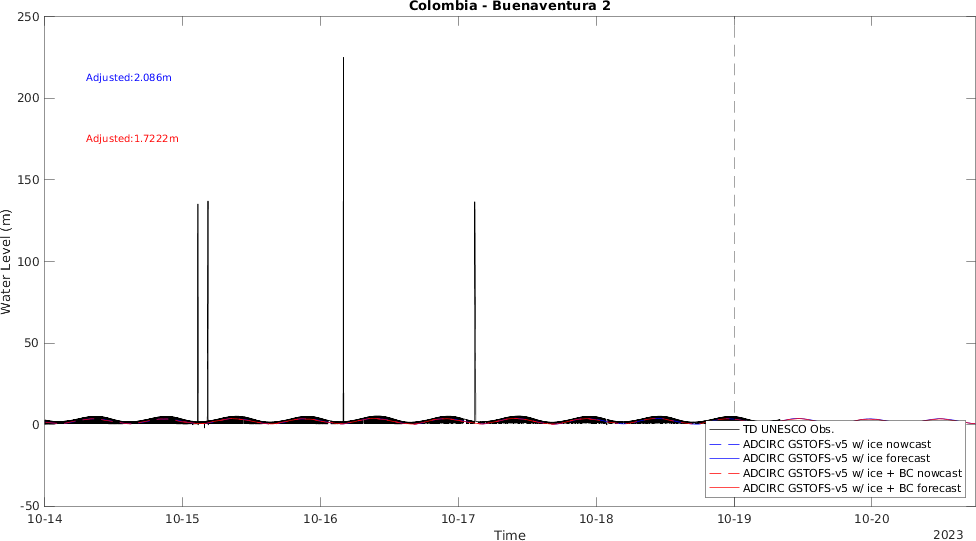 Colombia - Buenaventura 2
250
200
150
100
50
0
-50
Water Level (m)
Adjusted:2.086m
Adjusted:1.7222m
TD UNESCO Obs.
ADCIRC GSTOFS-v5 w/ ice nowcast
ADCIRC GSTOFS-v5 w/ ice forecast
ADCIRC GSTOFS-v5 w/ ice + BC nowcast
ADCIRC GSTOFS-v5 w/ ice + BC forecast
10-14 10-15 10-16 10-17 10-18 10-19 10-20
Time
2023